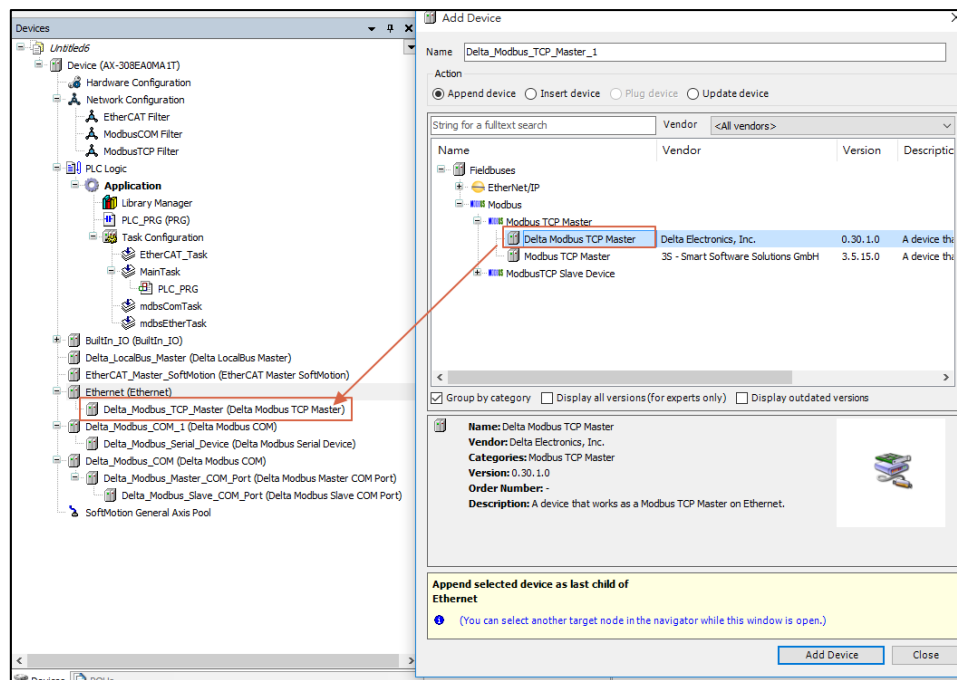 Devices
Untitled6
Device (AX-308EA0MA1T)
Hardware Configuration
Network Configuration
EtherCAT Filter
ModbusCOM Filter
ModbusTCP Filter
PLC Logic
Application
Library Manager
PLC_PRG (PRG)
Task Configuration
EtherCAT_Task
MainTask
PLC_PRG
mdbsComTask
mdbsEtherTask
BuiltIn_IO (BuiltIn_IO)
Delta_LocalBus_Master (Delta LocalBus Master)
EtherCAT_Master_SoftMotion (EtherCAT Master SoftMotion)
Ethernet (Ethernet)
Delta_Modbus_TCP_Master (Delta Modbus TCP Master)
Delta_Modbus_COM_1 (Delta Modbus COM)
Delta_Modbus_Serial_Device (Delta Modbus Serial Device)
Delta_Modbus_COM (Delta Modbus COM)
Delta_Modbus_Master_COM_Port (Delta Modbus Master COM Port)
Delta_Modbus_Slave_COM_Port (Delta Modbus Slave COM Port)
SoftMotion General Axis Pool
Devices
Add Device
Name Delta_Modbus_TCP_Master_1
Action
Append device Insert device Plug device Update device
String for a fulltext search Vendor <All vendors>
Name Vendor Version Descriptic
Fieldbuses
EtherNet/IP
Modbus
Modbus TCP Master
Delta Modbus TCP Master Delta Electronics, Inc. 0.30.1.0 A device tha
Modbus TCP Master 3S - Smart Software Solutions GmbH 3.5.15.0 A device tha
ModbusTCP Slave Device
Group by category Display all versions (for experts only) Display outdated versions
Name: Delta Modbus TCP Master
Vendor: Delta Electronics, Inc.
Categories: Modbus TCP Master
Version: 0.30.1.0
Order Number: -
Description: A device that works as a Modbus TCP Master on Ethernet.
Append selected device as last child of
Ethernet
(You can select another target node in the navigator while this window is open.)
Add Device Close